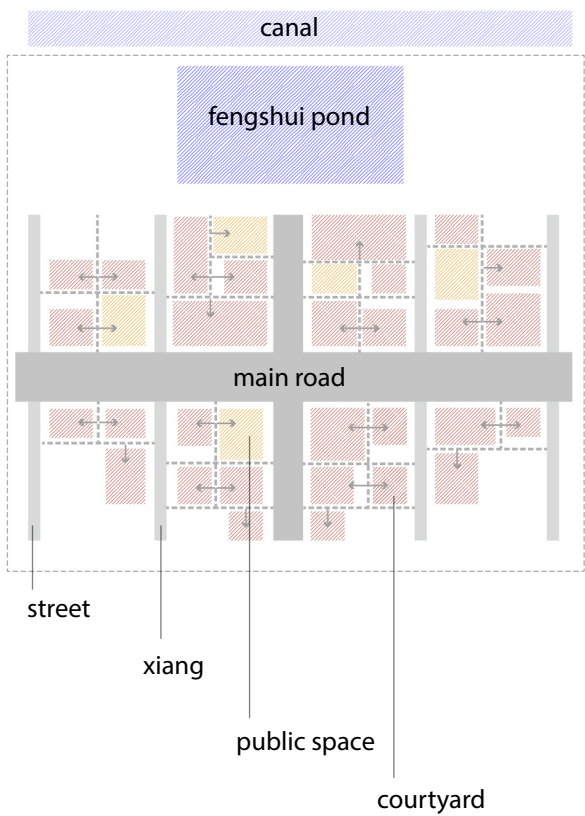 canal
fengshui pond
main road
street
xiang
public space
courtyard